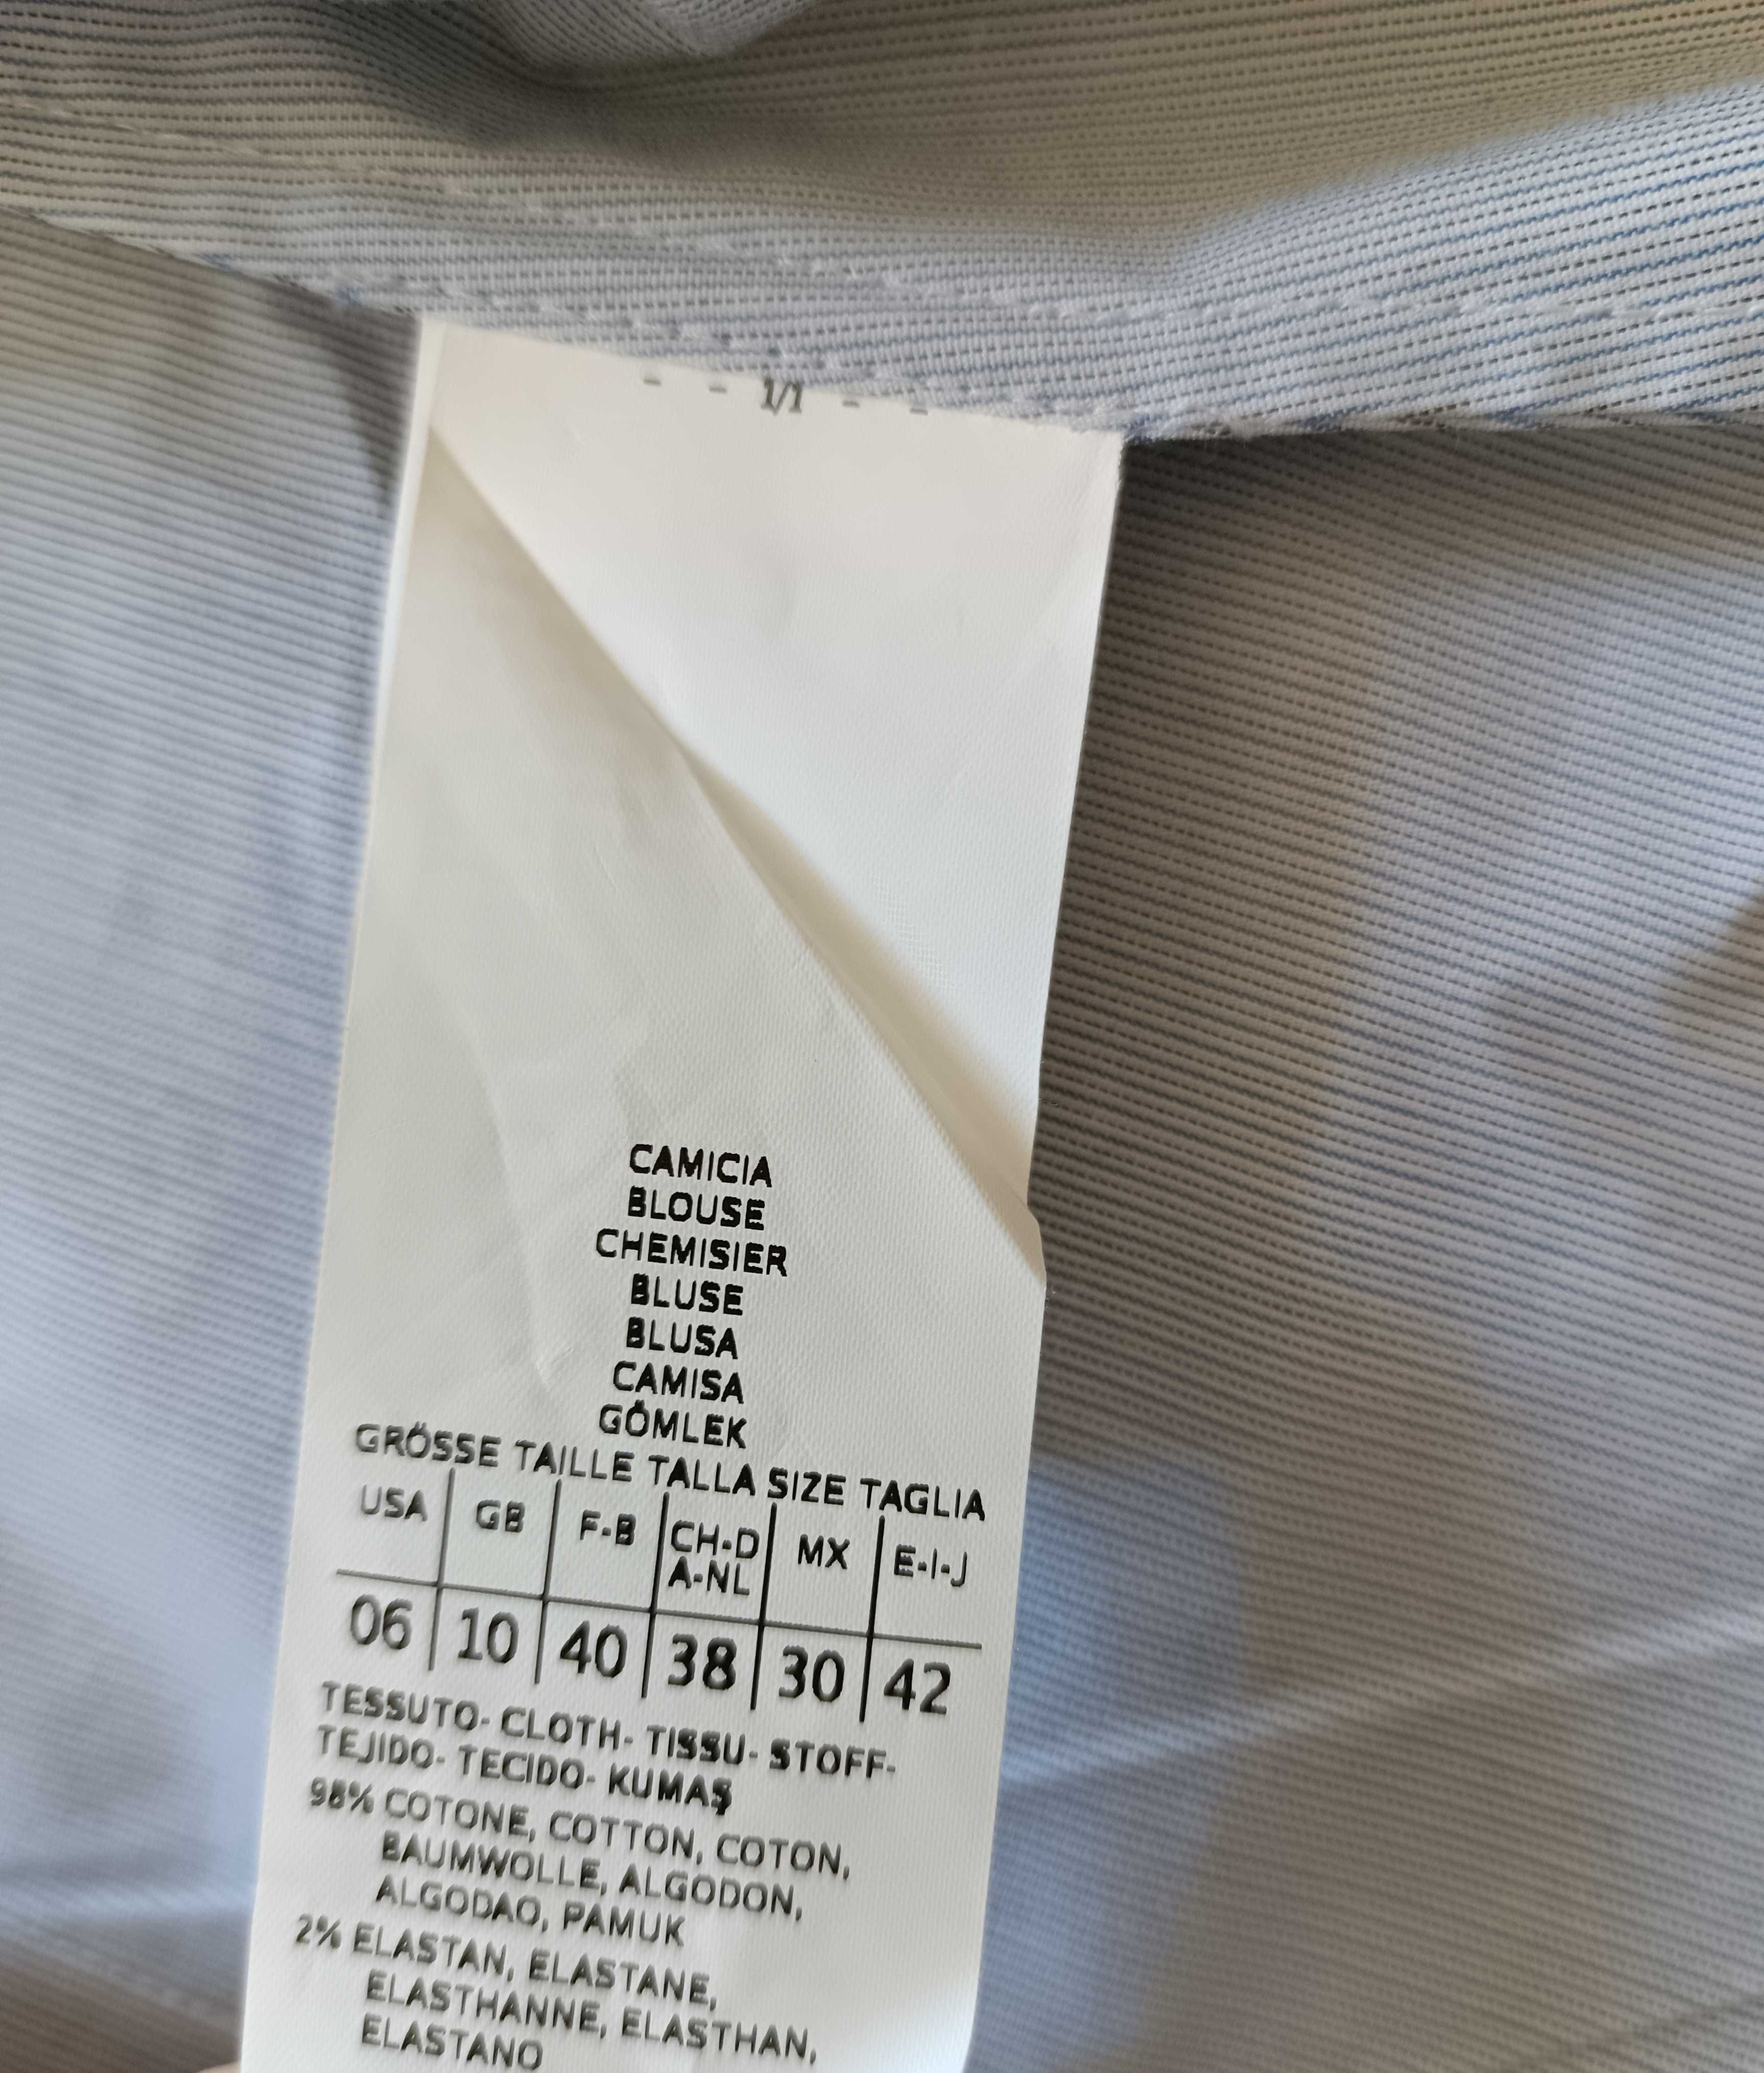 - - 1/1 - -
CAMICIA
BLOUSE
CHEMISIER
BLUSE
BLUSA
CAMISA
GÖMLEK
GRÖSSE TAILLE TALLA SIZE TAGLIA
USA GB F-B CH-D A-NL MX E-I-J
06 10 40 38 30 42
TESSUTO- CLOTH- TISSU- STOFF-
TEJIDO- TECIDO- KUMAŞ
98% COTONE, COTTON, COTON,
BAUMWOLLE, ALGODON,
ALGODAO, PAMUK
2% ELASTAN, ELASTANE,
ELASTHANNE, ELASTHAN,
ELASTANO